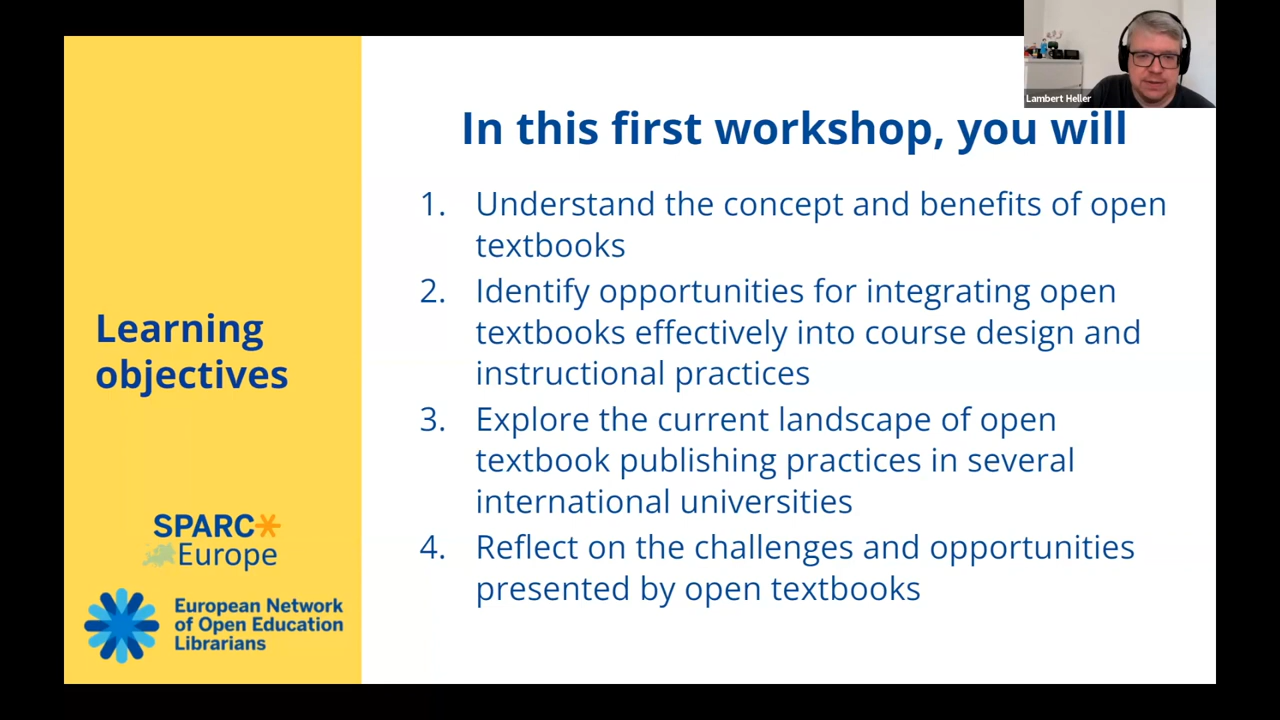 Lambert Heller
In this first workshop, you will
Learning
objectives
1. Understand the concept and benefits of open
textbooks
2. Identify opportunities for integrating open
textbooks effectively into course design and
instructional practices
3. Explore the current landscape of open
textbook publishing practices in several
international universities
4. Reflect on the challenges and opportunities
presented by open textbooks
SPARC
Europe
European Network
of Open Education
Librarians